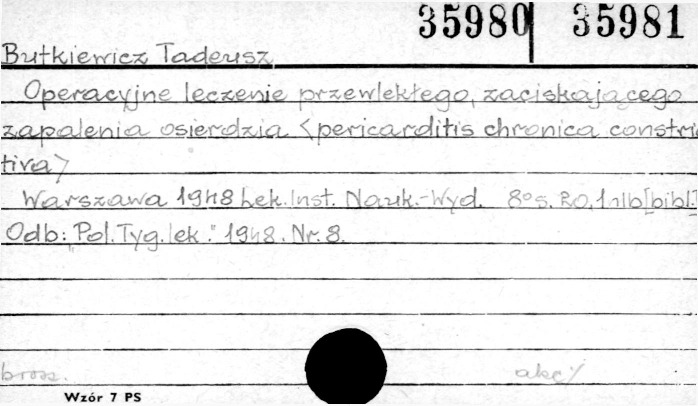 35980 35981
Butkiewicz Tadeusz
Operacyjne leczenie przewlekłego, zaciskającego
zapalenia osierdzia <pericarditis chronica constric
tiva>
Warszawa 1948 Lek. Inst. Nauk.-Wyd. 8° s. 20, 1 nlb [bibl.]
Odb: "Pol. Tyg. lek." 1948. Nr. 8.
brosz. akc/
Wzór 7 PS